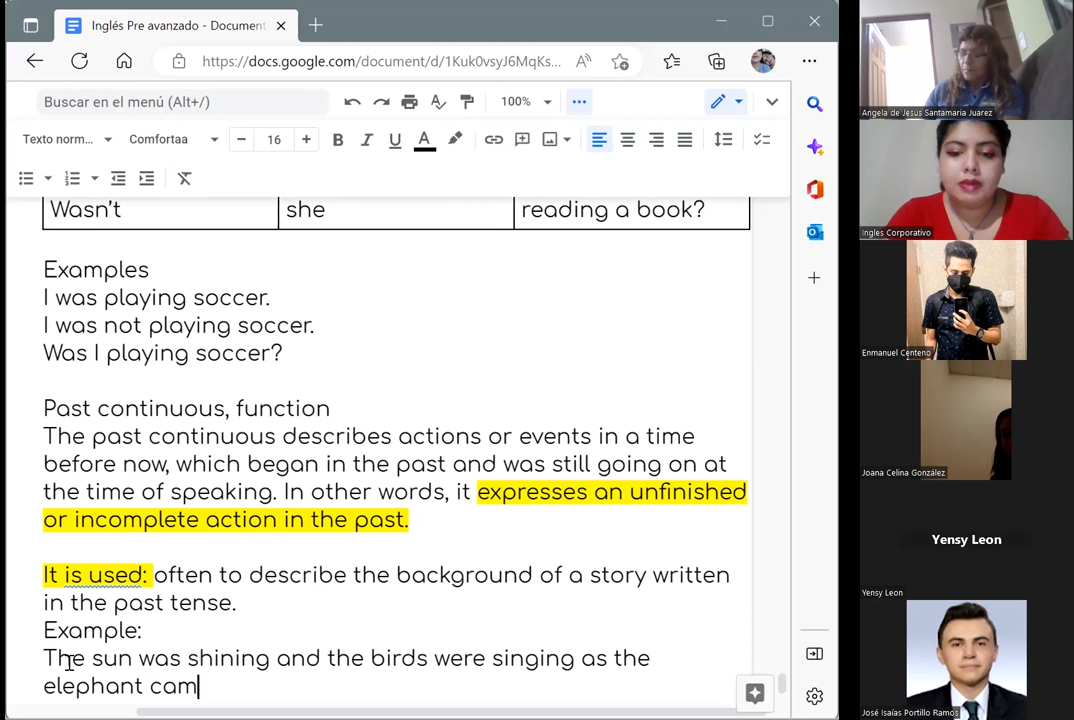 Inglés Pre avanzado - Document
https://docs.google.com/document/d/1Kuk0vsyJ6MqKs...
Buscar en el menú (Alt+/)
100%
Texto norm...
Comfortaa
16
Wasn't she reading a book?
Examples
I was playing soccer.
I was not playing soccer.
Was I playing soccer?
Past continuous, function
The past continuous describes actions or events in a time
before now, which began in the past and was still going on at
the time of speaking. In other words, it expresses an unfinished
or incomplete action in the past.
It is used: often to describe the background of a story written
in the past tense.
Example:
The sun was shining and the birds were singing as the
elephant cam
Angela de Jesus Santamaria Juarez
Ingles Corporativo
Enmanuel Centeno
Joana Celina González
Yensy Leon
Yensy Leon
José Isaías Portillo Ramos